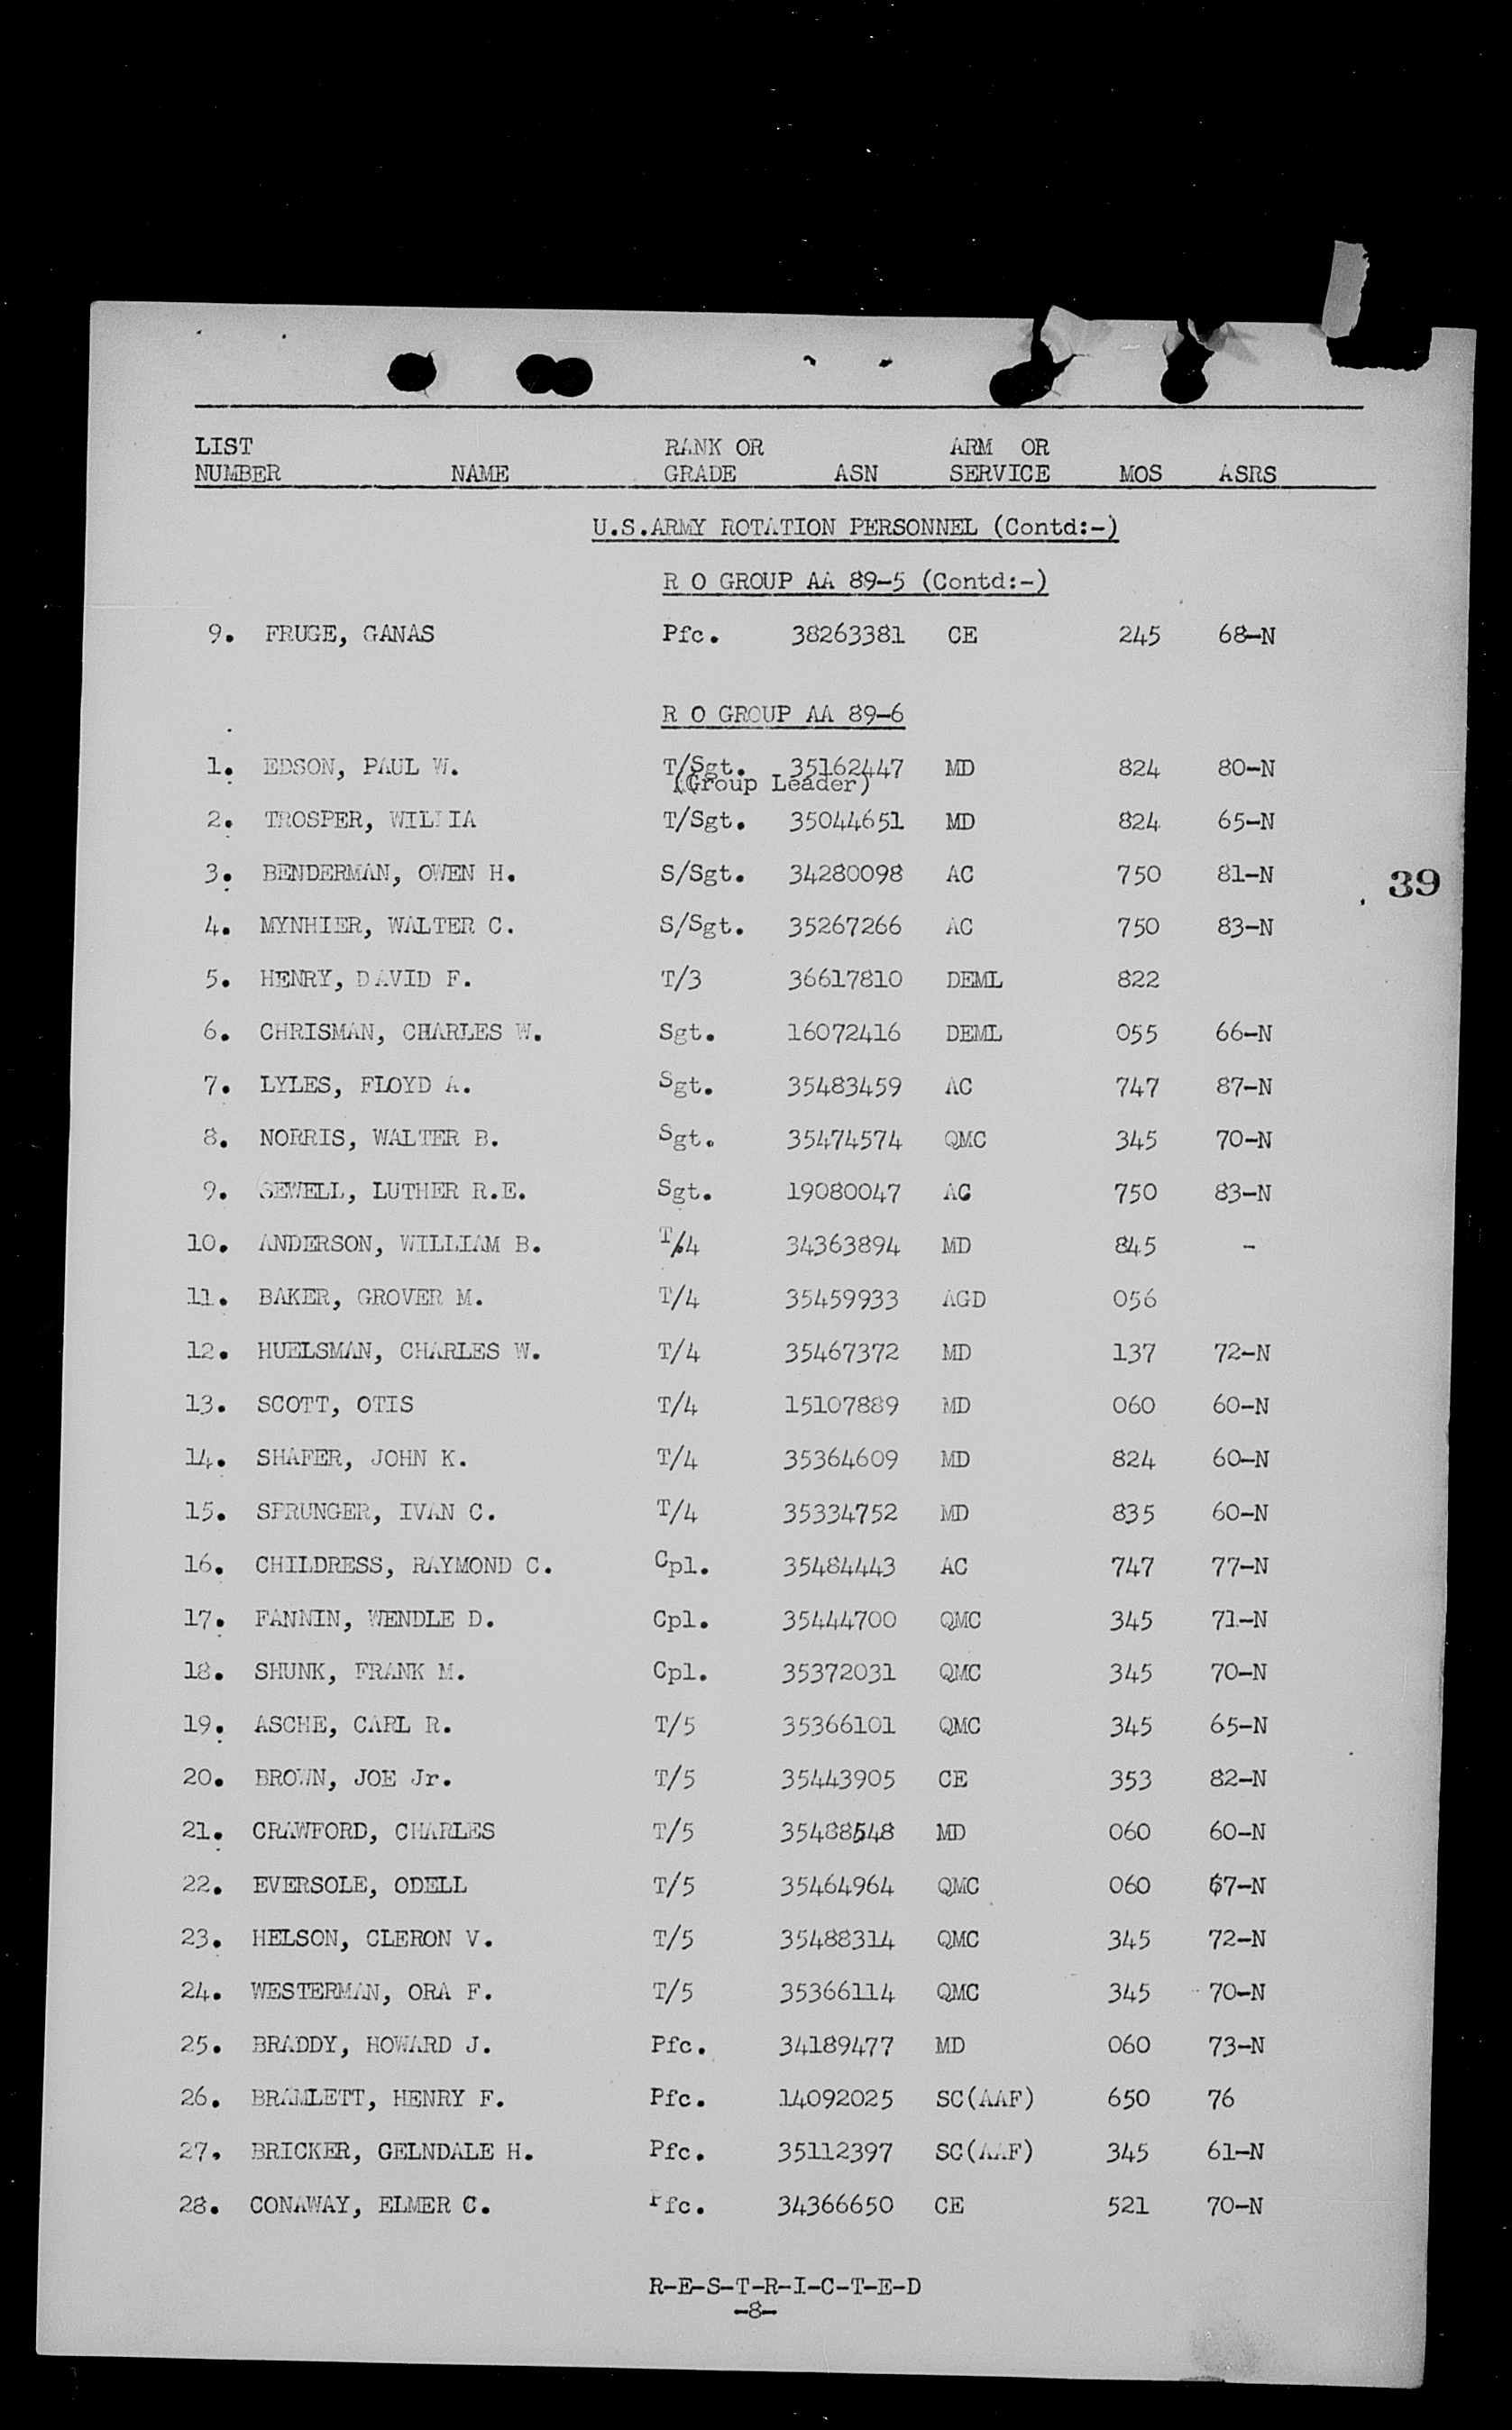 LIST RANK OR ARM OR
NUMBER NAME GRADE ASN SERVICE MOS ASRS
U.S.ARMY ROTATION PERSONNEL (Contd:-)
R O GROUP AA 89-5 (Contd:-)
9. FRUGE, GANAS Pfc. 38263381 CE 245 68-N
R O GROUP AA 89-6
1. EDSON, PAUL W. T/Sgt. 35162447 MD 824 80-N
(Group Leader)
2. TROSPER, WILLIA T/Sgt. 35044651 MD 824 65-N
39
3. BENDERMAN, OWEN H. S/Sgt. 34280098 AC 750 81-N
4. MYNHIER, WALTER C. S/Sgt. 35267266 AC 750 83-N
5. HENRY, DAVID F. T/3 36617810 DEML 822
6. CHRISMAN, CHARLES W. Sgt. 16072416 DEML 055 66-N
7. LYLES, FLOYD A. Sgt. 35483459 AC 747 87-N
8. NORRIS, WALTER B. Sgt. 35474574 QMC 345 70-N
9. SEWELL, LUTHER R.E. Sgt. 19080047 AC 750 83-N
10. ANDERSON, WILLIAM B. T/4 34363894 MD 845 -
11. BAKER, GROVER M. T/4 35459933 AGD 056
12. HUELSMAN, CHARLES W. T/4 35467372 MD 137 72-N
13. SCOTT, OTIS T/4 15107889 MD 060 60-N
14. SHAFER, JOHN K. T/4 35364609 MD 824 60-N
15. SPRUNGER, IVAN C. T/4 35334752 MD 835 60-N
16. CHILDRESS, RAYMOND C. Cpl. 35484443 AC 747 77-N
17. FANNIN, WENDLE D. Cpl. 35444700 QMC 345 71-N
18. SHUNK, FRANK M. Cpl. 35372031 QMC 345 70-N
19. ASCHE, CARL R. T/5 35366101 QMC 345 65-N
20. BROWN, JOE Jr. T/5 35443905 CE 353 82-N
21. CRAWFORD, CHARLES T/5 35488548 MD 060 60-N
22. EVERSOLE, ODELL T/5 35464964 QMC 060 67-N
23. HELSON, CLERON V. T/5 35488314 QMC 345 72-N
24. WESTERMAN, ORA F. T/5 35366114 QMC 345 70-N
25. BRADDY, HOWARD J. Pfc. 34189477 MD 060 73-N
26. BRAMLETT, HENRY F. Pfc. 14092025 SC(AAF) 650 76
27. BRICKER, GELNDALE H. Pfc. 35112397 SC(AAF) 345 61-N
28. CONAWAY, ELMER C. Pfc. 34366650 CE 521 70-N
R-E-S-T-R-I-C-T-E-D
-8-